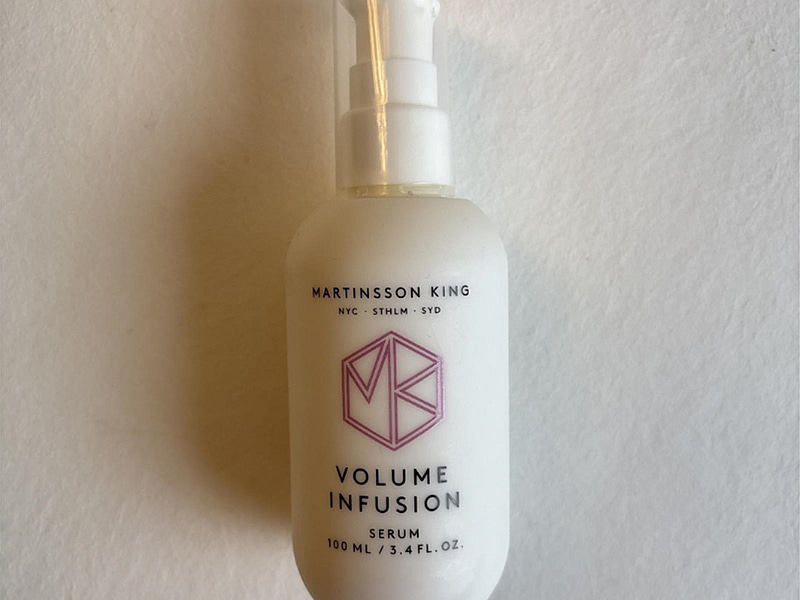 MARTINSSON KING
NYC · STHLM · SYD
MK
VOLUME
INFUSION
SERUM
100 ML / 3.4 FL. OZ.